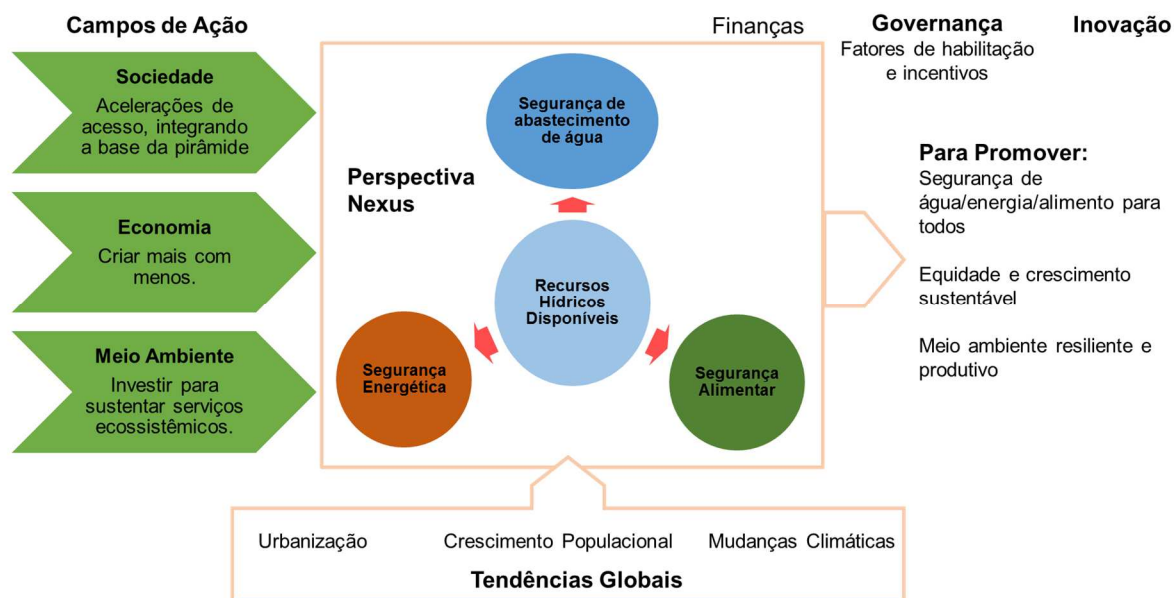 Campos de Ação
Sociedade
Acelerações de
acesso, integrando
a base da pirâmide
Economia
Criar mais com
menos.
Meio Ambiente
Investir para
sustentar serviços
ecossistêmicos.
Finanças
Governança
Fatores de habilitação
e incentivos
Inovação
Perspectiva
Nexus
Segurança de
abastecimento
de água
Recursos
Hídricos
Disponíveis
Segurança
Energética
Segurança
Alimentar
Para Promover:
Segurança de
água/energia/alimento para
todos
Equidade e crescimento
sustentável
Meio ambiente resiliente e
produtivo
Urbanização
Crescimento Populacional
Mudanças Climáticas
Tendências Globais